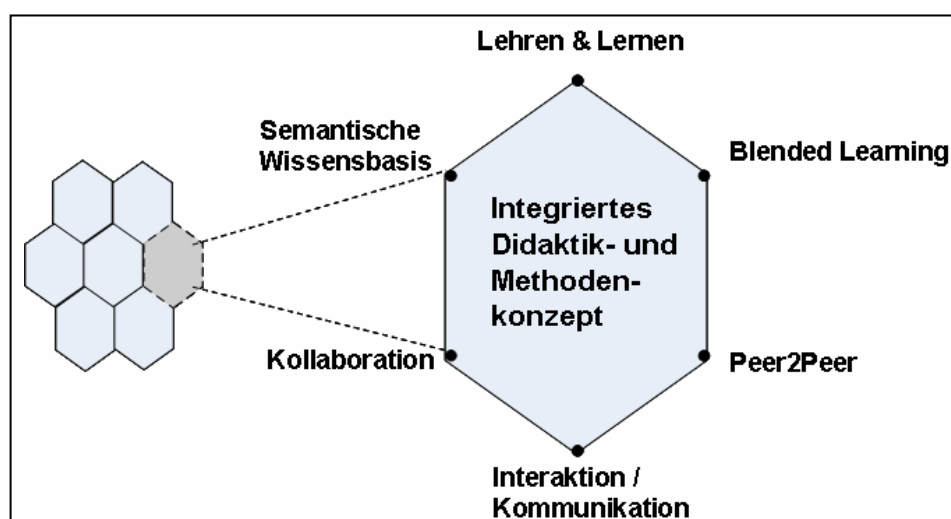 Lehren & Lernen
Semantische
Wissensbasis
Blended Learning
Integriertes
Didaktik- und
Methoden-
konzept
Kollaboration
Peer2Peer
Interaktion /
Kommunikation